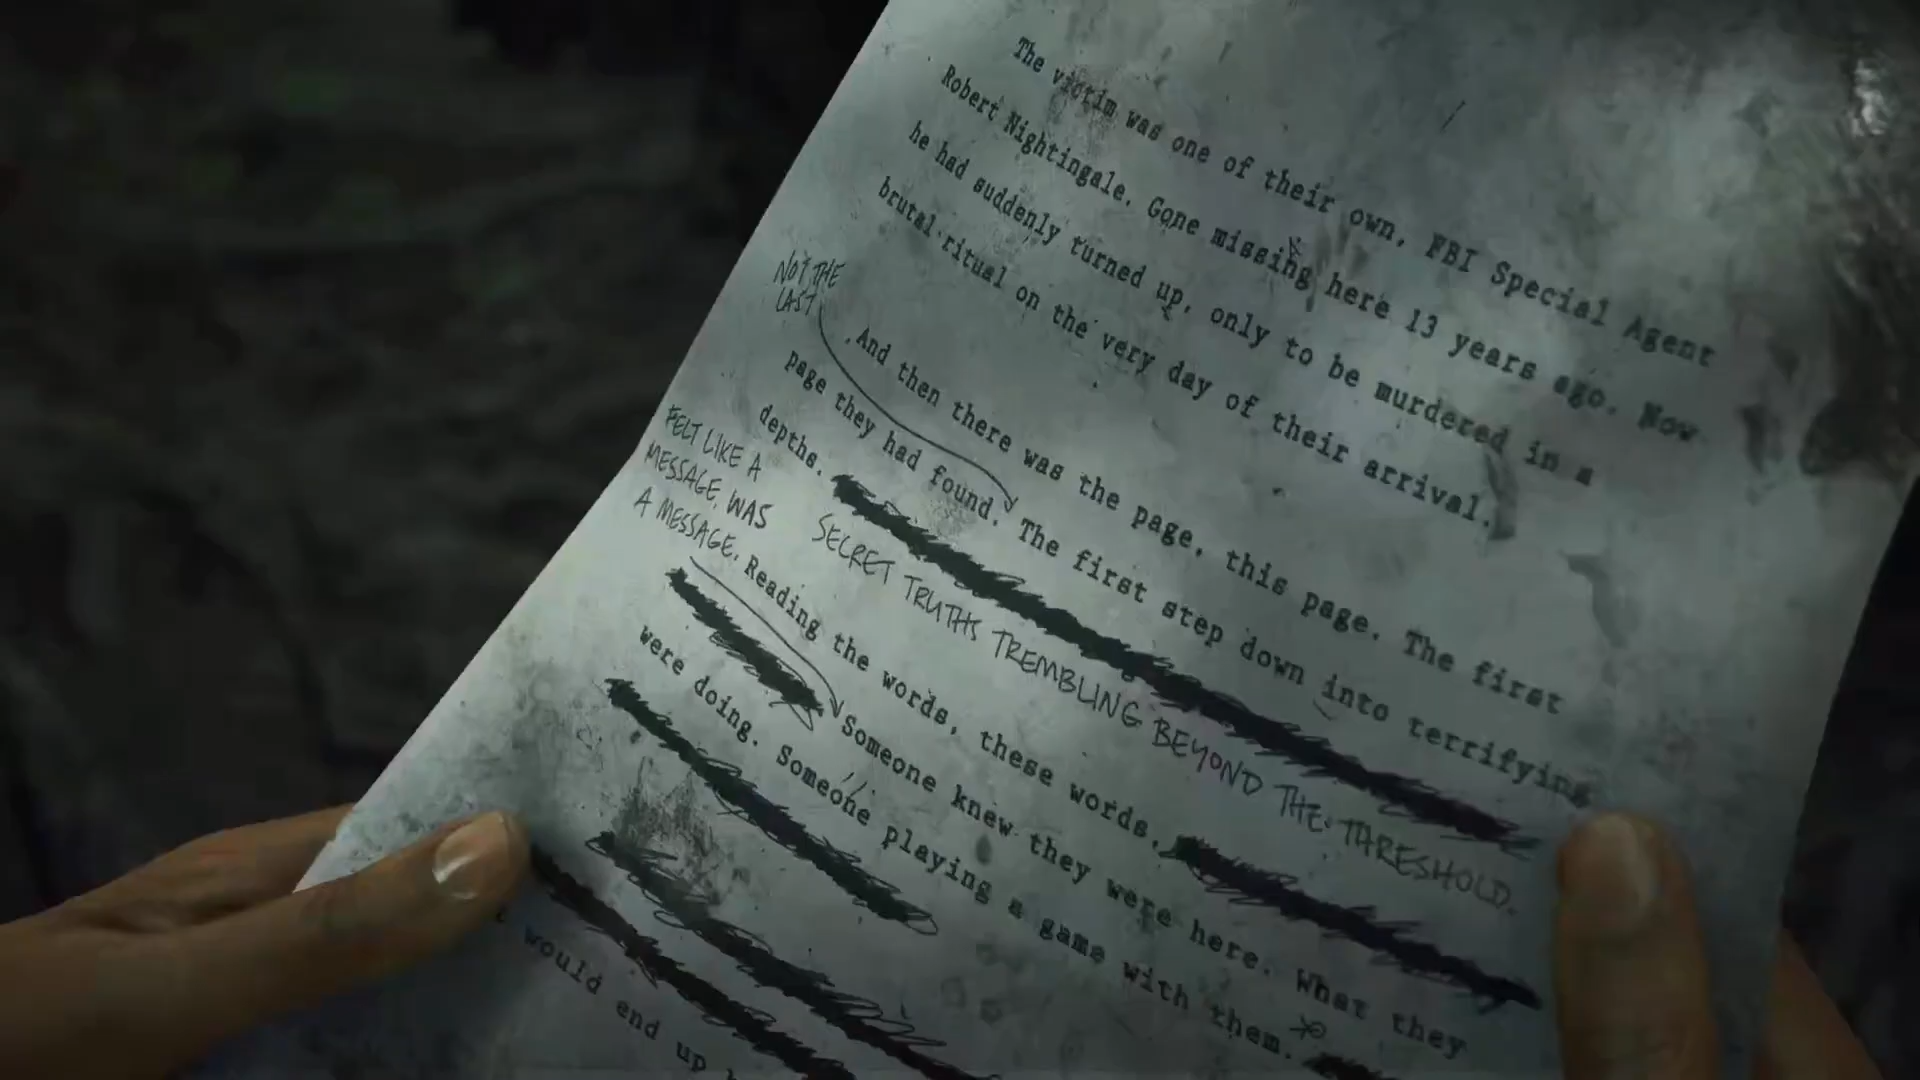 The victim was one of their own, FBI Special Agent
Robert Nightingale. Gone missing here 13 years ago. Now
he had suddenly turned up, only to be murdered in a
brutal ritual on the very day of their arrival.
NOT THE
LAST
And then there was the page, this page. The first
page they had found. The first step down into terrifying
depths.
SECRET TRUTHS TREMBLING BEYOND THE THRESHOLD.
FELT LIKE A
MESSAGE, WAS
A MESSAGE.
Reading the words, these words,
Someone knew they were here. What they
were doing. Someone playing a game with them.
would end up